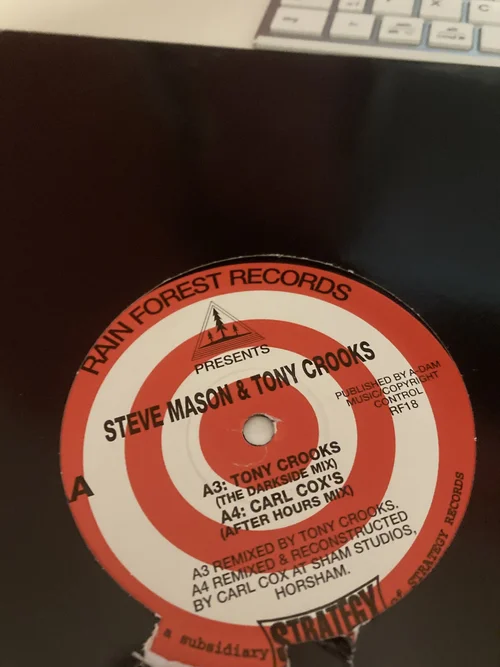 RAIN FOREST RECORDS
PRESENTS
STEVE MASON & TONY CROOKS
PUBLISHED BY A-DAM
MUSIC/COPYRIGHT
CONTROL
RF18
A
A3: TONY CROOKS
(THE DARKSIDE MIX)
A4: CARL COX'S
(AFTER HOURS MIX)
A3 REMIXED BY TONY CROOKS.
A4 REMIXED & RECONSTRUCTED
BY CARL COX AT SHAM STUDIOS,
HORSHAM.
a subsidiary
STRATEGY
of STRATEGY RECORDS